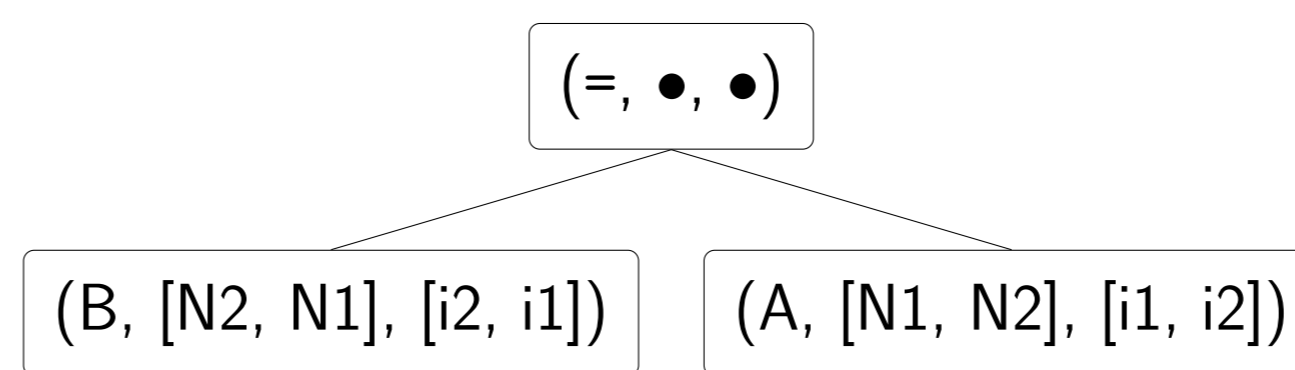 (=, ●, ●)
(B, [N2, N1], [i2, i1])
(A, [N1, N2], [i1, i2])